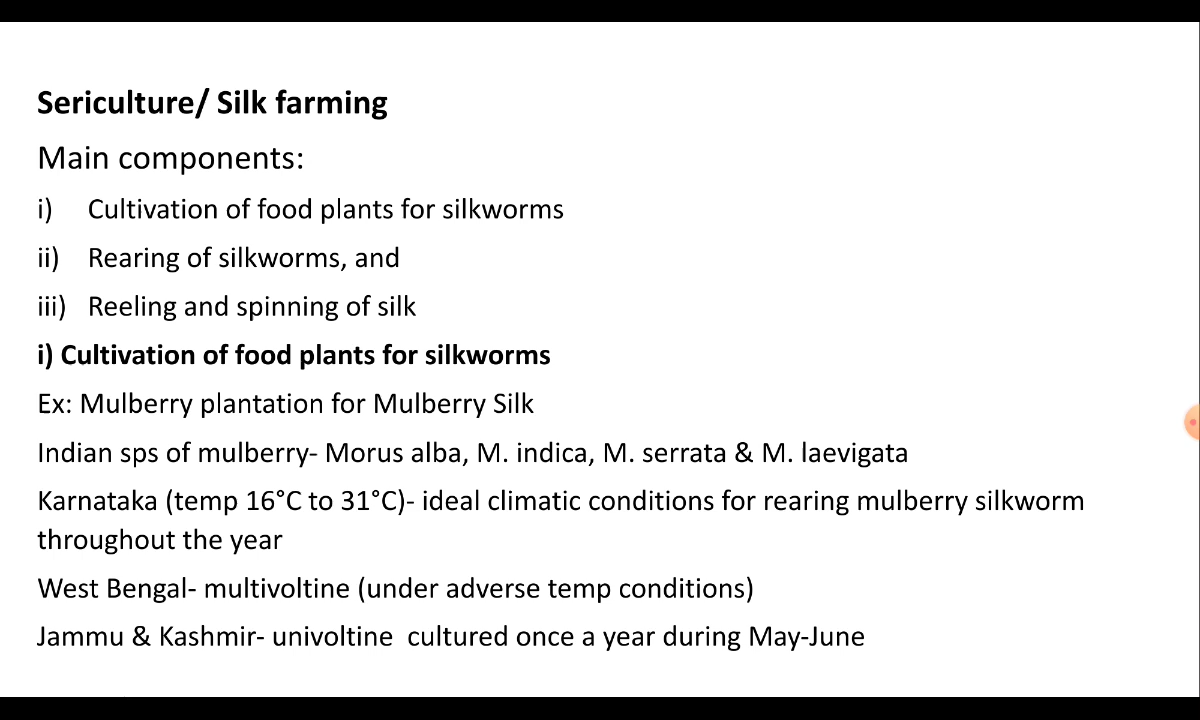 Sericulture/ Silk farming
Main components:
i) Cultivation of food plants for silkworms
ii) Rearing of silkworms, and
iii) Reeling and spinning of silk
i) Cultivation of food plants for silkworms
Ex: Mulberry plantation for Mulberry Silk
Indian sps of mulberry- Morus alba, M. indica, M. serrata & M. laevigata
Karnataka (temp 16°C to 31°C)- ideal climatic conditions for rearing mulberry silkworm
throughout the year
West Bengal- multivoltine (under adverse temp conditions)
Jammu & Kashmir- univoltine  cultured once a year during May-June